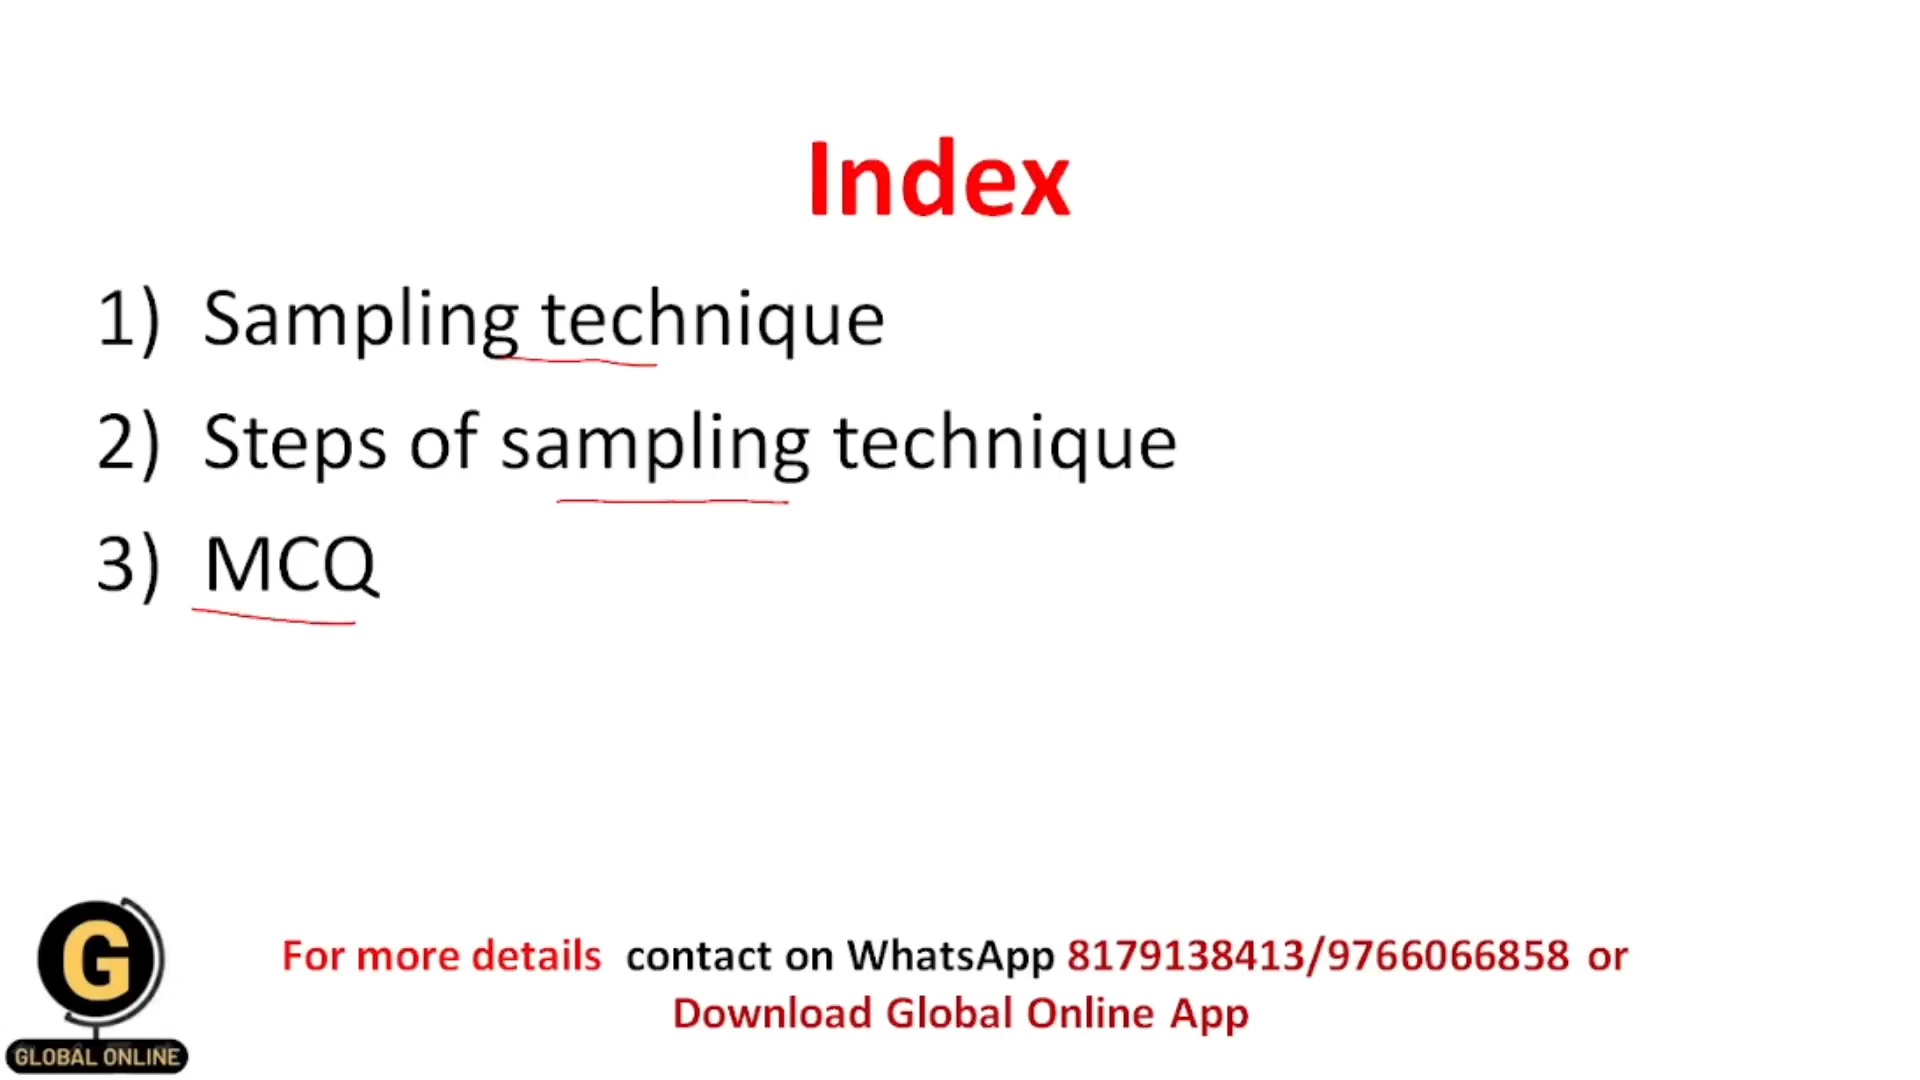 Index
1) Sampling technique
2) Steps of sampling technique
3) MCQ
For more details contact on WhatsApp 8179138413/9766066858 or
Download Global Online App
G
GLOBAL ONLINE